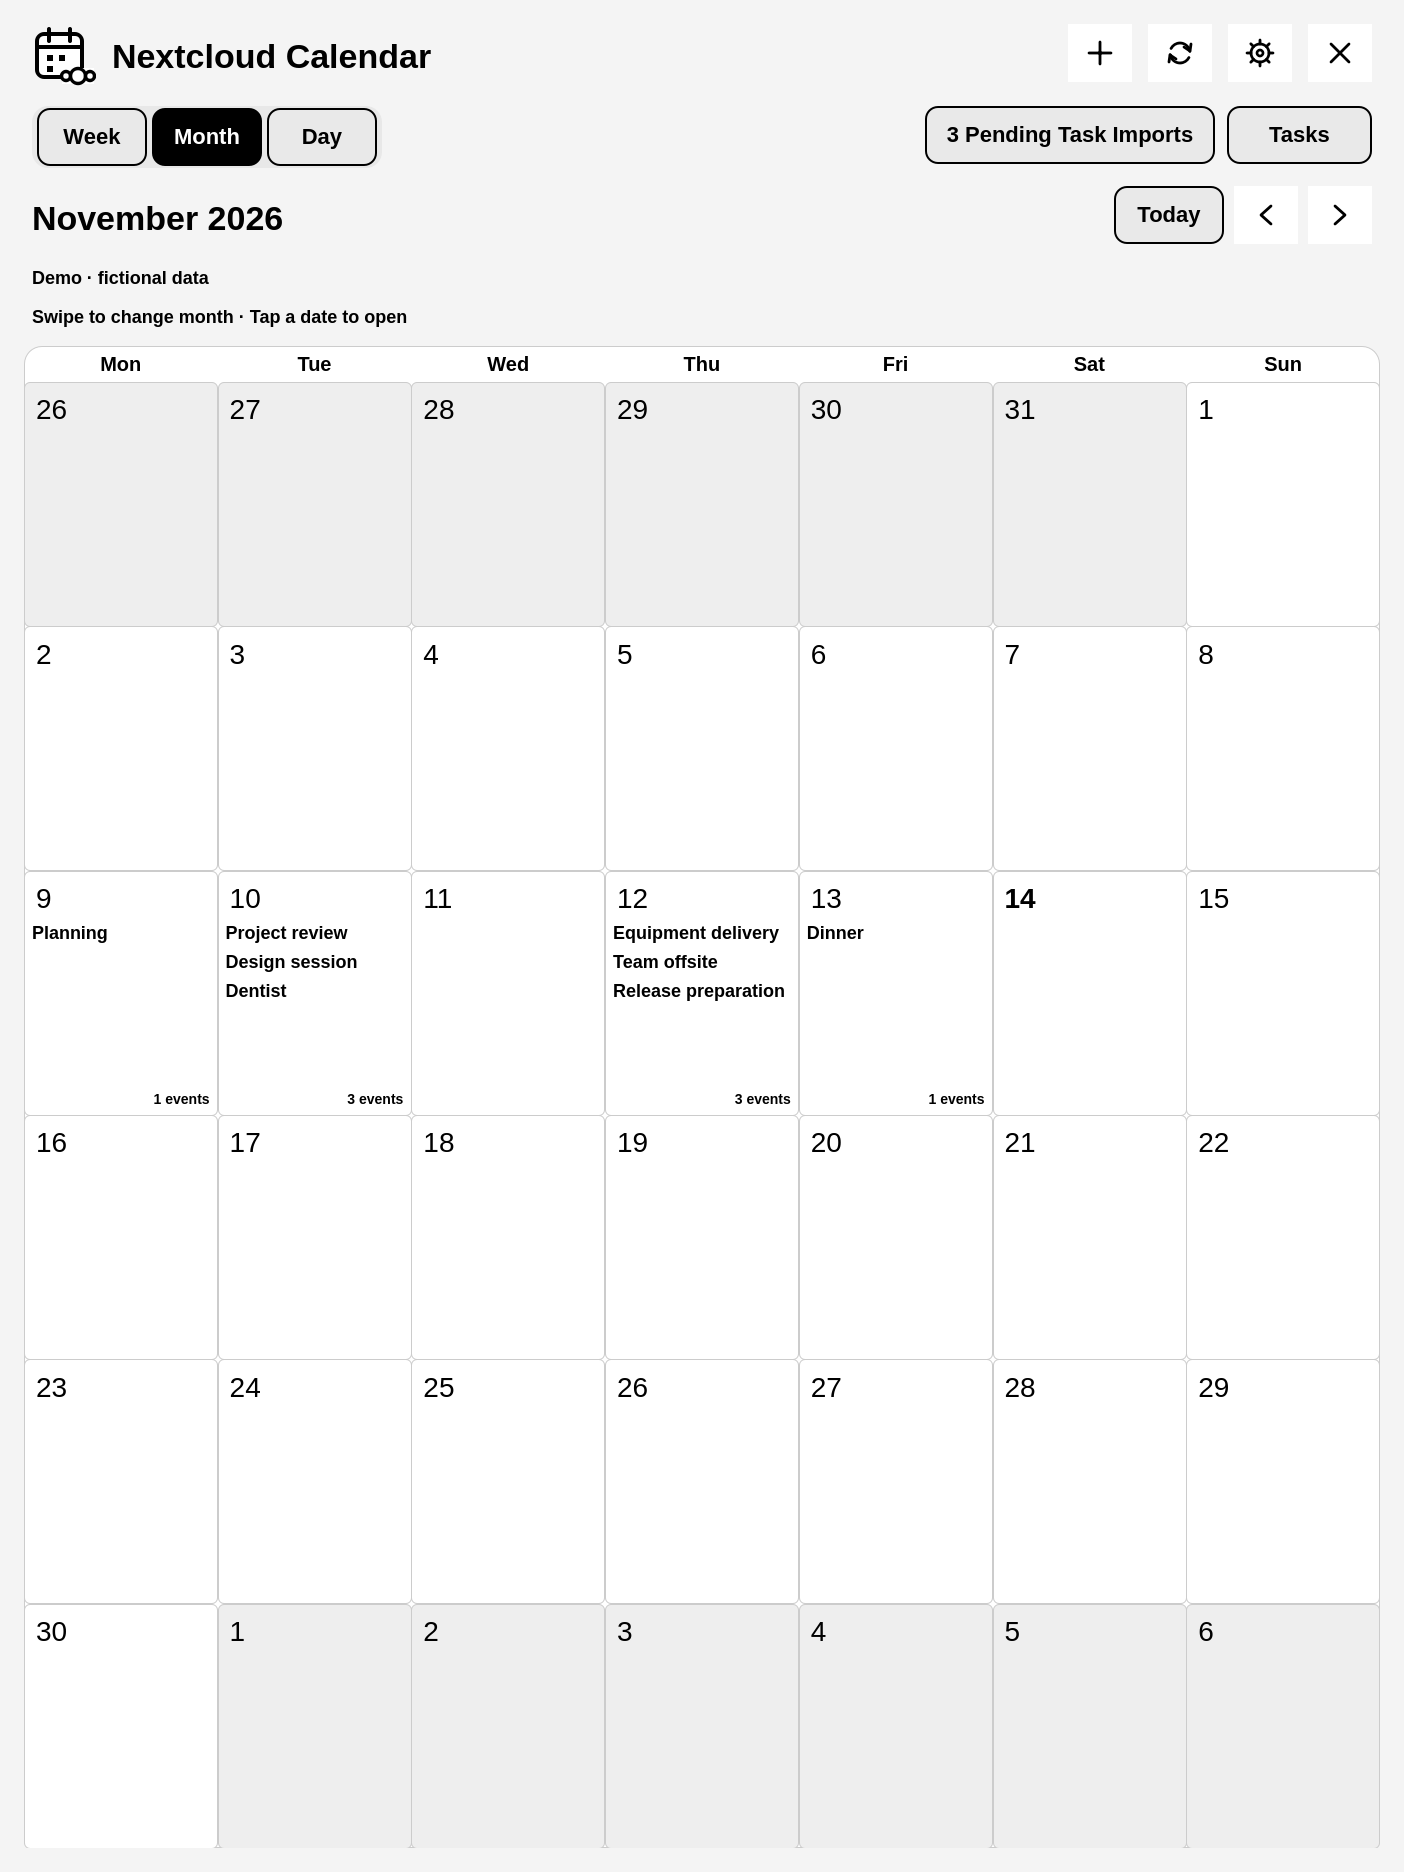 Nextcloud Calendar
Week Month Day 3 Pending Task Imports Tasks
November 2026 Today
Demo · fictional data
Swipe to change month · Tap a date to open
Mon Tue Wed Thu Fri Sat Sun
26 27 28 29 30 31 1
2 3 4 5 6 7 8
9 10 11 12 13 14 15
Planning Project review Equipment delivery Dinner
Design session Team offsite
Dentist Release preparation
1 events 3 events 3 events 1 events
16 17 18 19 20 21 22
23 24 25 26 27 28 29
30 1 2 3 4 5 6